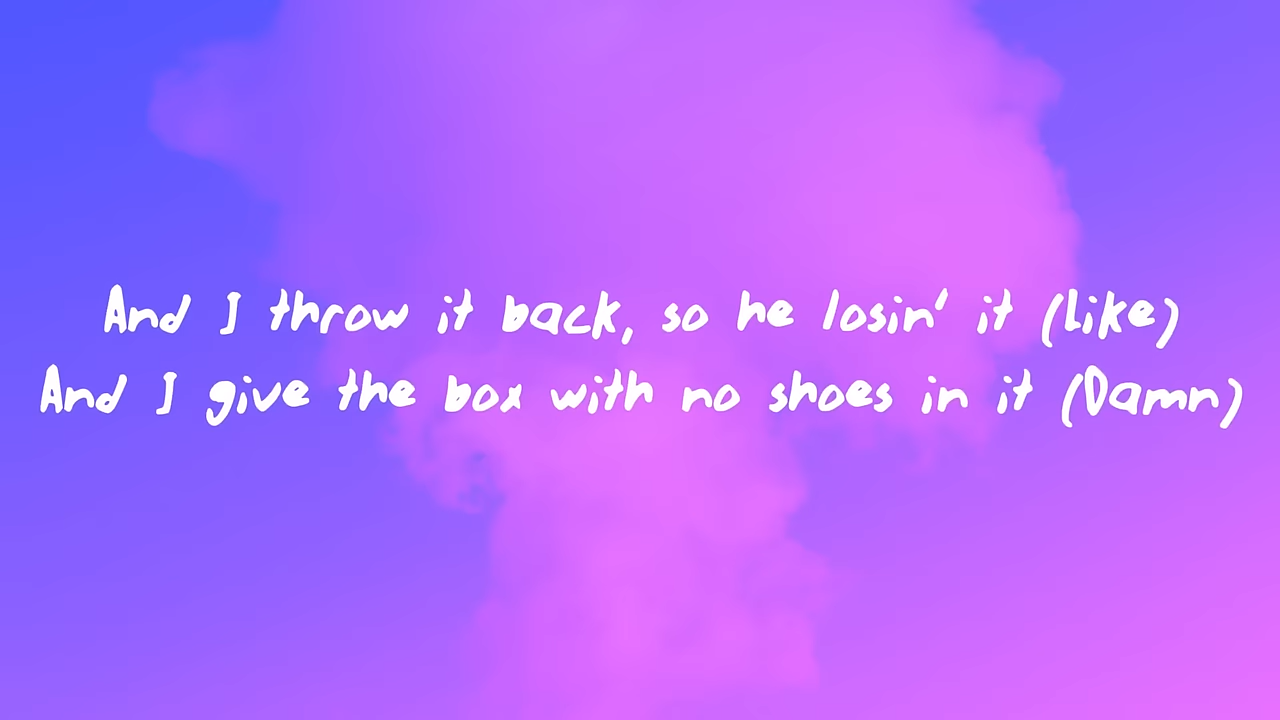 And I throw it back, so he losin' it (like)
And I give the box with no shoes in it (Damn)